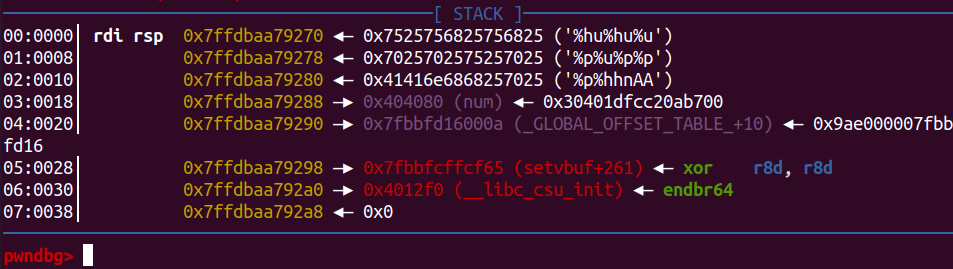 [ STACK ]
00:0000│ rdi rsp 0x7ffdbaa79270 ◂— 0x7525756825756825 ('%hu%hu%u')
01:0008│ 0x7ffdbaa79278 ◂— 0x7025702575257025 ('%p%u%p%p')
02:0010│ 0x7ffdbaa79280 ◂— 0x41416e6868257025 ('%p%hhnAA')
03:0018│ 0x7ffdbaa79288 —▸ 0x404080 (num) ◂— 0x30401dfcc20ab700
04:0020│ 0x7ffdbaa79290 —▸ 0x7fbbfd16000a (_GLOBAL_OFFSET_TABLE_+10) ◂— 0x9ae000007fbb
fd16
05:0028│ 0x7ffdbaa79298 —▸ 0x7fbbfcffcf65 (setvbuf+261) ◂— xor r8d, r8d
06:0030│ 0x7ffdbaa792a0 —▸ 0x4012f0 (__libc_csu_init) ◂— endbr64
07:0038│ 0x7ffdbaa792a8 ◂— 0x0
pwndbg>